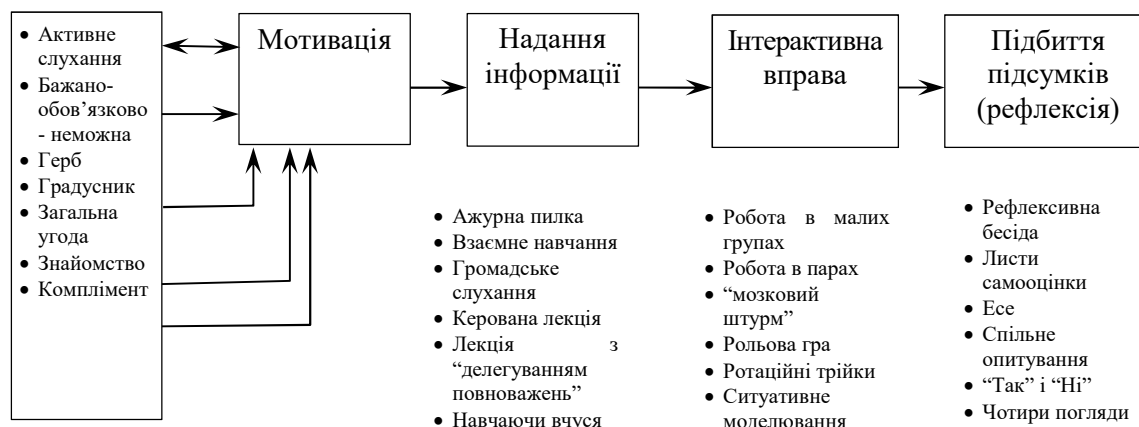 • Активне
слухання
• Бажано-
обов’язково
- неможна
• Герб
• Градусник
• Загальна
угода
• Знайомство
• Комплімент
Мотивація
Надання
інформації
Інтерактивна
вправа
Підбиття
підсумків
(рефлексія)
• Ажурна пилка
• Взаємне навчання
• Громадське
слухання
• Керована лекція
• Лекція з
“делегуванням
повноважень”
• Навчаючи вчуся
• Робота в малих
групах
• Робота в парах
• “мозковий
штурм”
• Рольова гра
• Ротаційні трійки
• Ситуативне
моделювання
• Рефлексивна
бесіда
• Листи
самооцінки
• Есе
• Спільне
опитування
• “Так” і “Ні”
• Чотири погляди